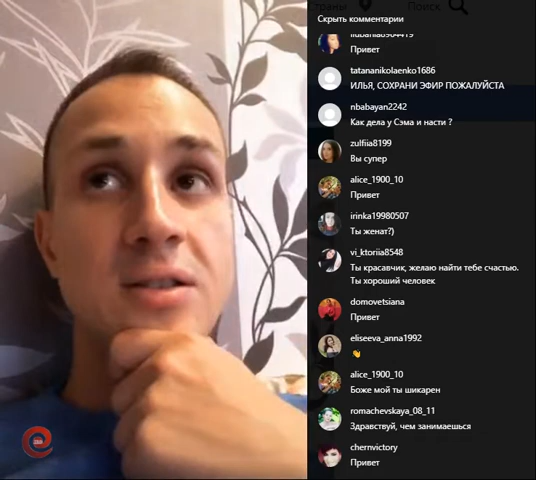 Страны
Поиск
Скрыть комментарии
Привет
tatananikolaenko1686
ИЛЬЯ, СОХРАНИ ЭФИР ПОЖАЛУЙСТА
nbabayan2242
Как дела у Сэма и насти ?
zulfiia8199
Вы супер
alice_1900_10
Привет
irinka19980507
Ты женат?)
vi_ktoriia8548
Ты красавчик, желаю найти тебе счастью.
Ты хороший человек
domovetsiana
Привет
eliseeva_anna1992
👋
alice_1900_10
Боже мой ты шикарен
romachevskaya_08_11
Здравствуй, чем занимаешься
chernvictory
Привет